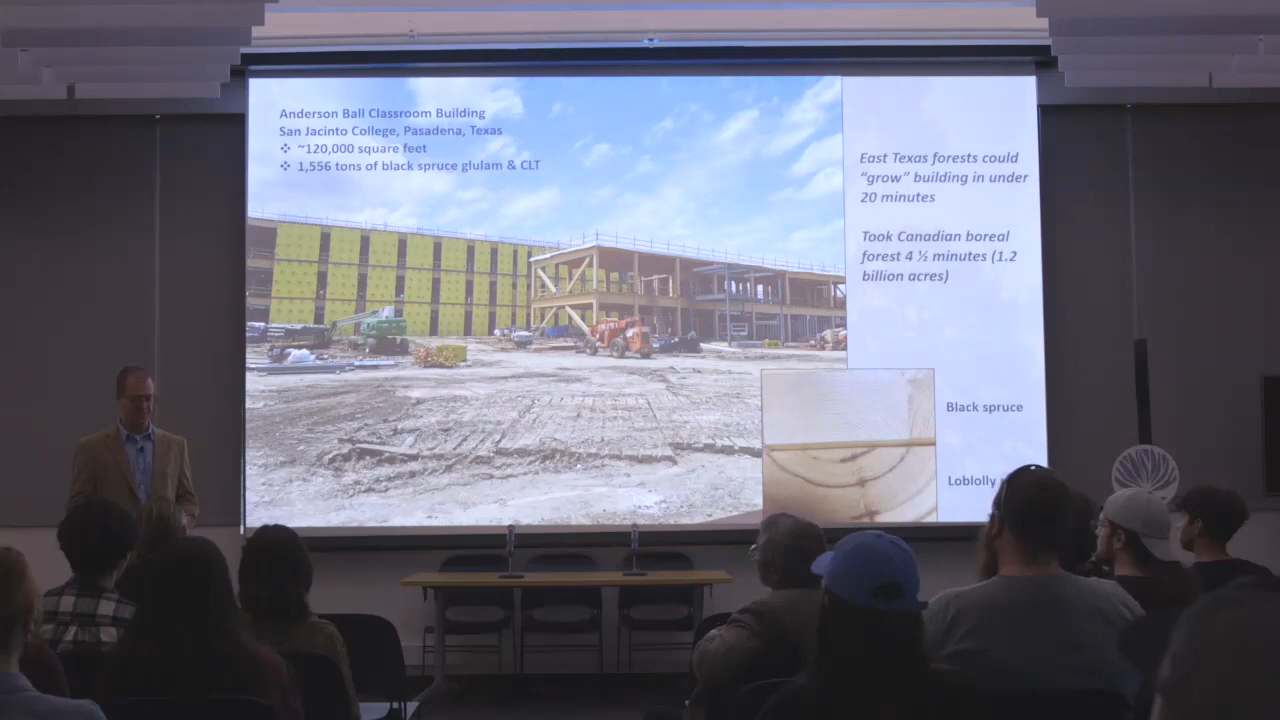 Anderson Ball Classroom Building
San Jacinto College, Pasadena, Texas
❖ ~120,000 square feet
❖ 1,556 tons of black spruce glulam & CLT
East Texas forests could
“grow” building in under
20 minutes
Took Canadian boreal
forest 4 ½ minutes (1.2
billion acres)
Black spruce
Loblolly